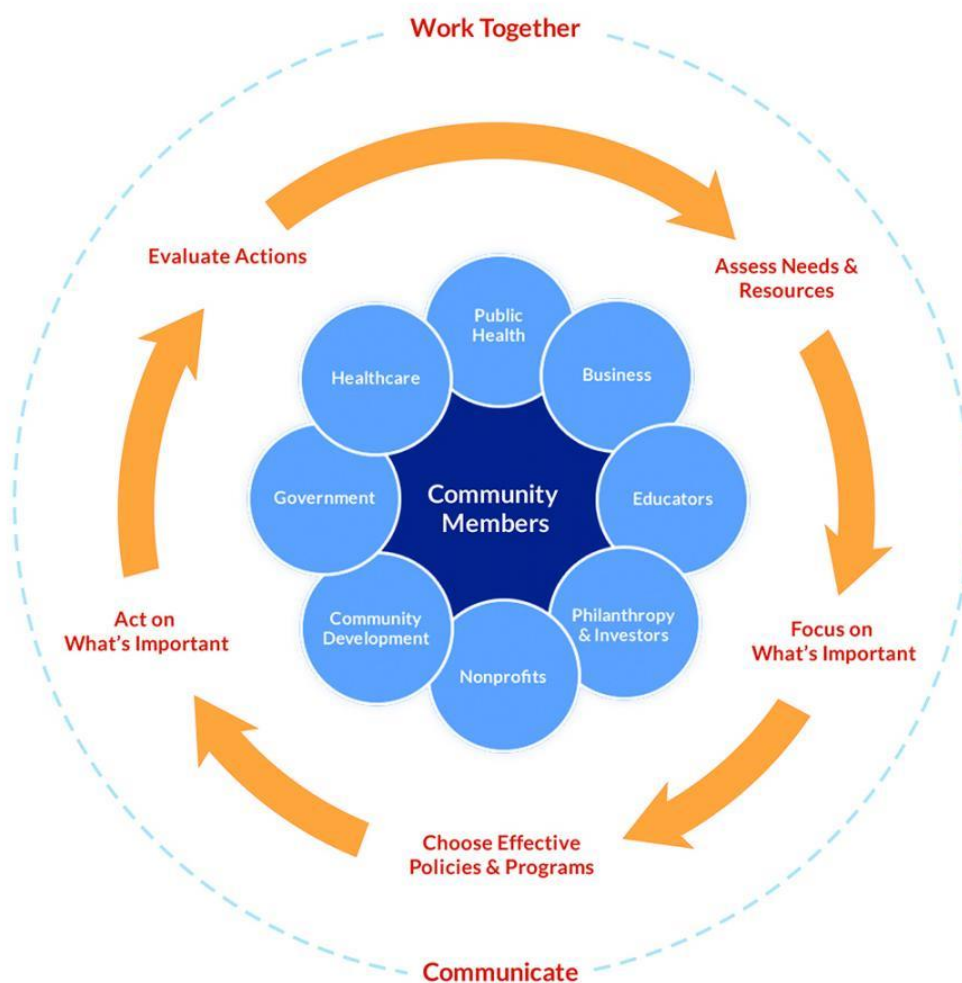 Work Together
Evaluate Actions
Assess Needs &
Resources
Public
Health
Healthcare
Business
Government
Community
Members
Educators
Community
Development
Philanthropy
& Investors
Nonprofits
Act on
What’s Important
Focus on
What’s Important
Choose Effective
Policies & Programs
Communicate